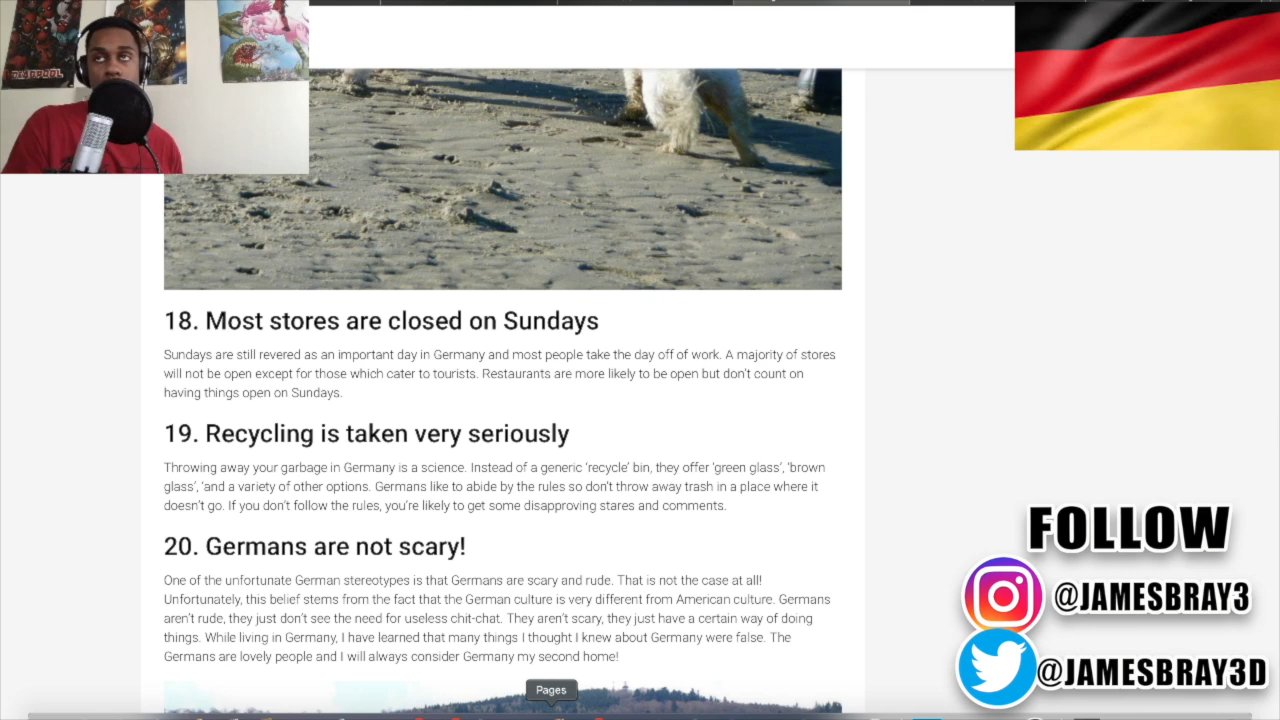 DEADPOOL
18. Most stores are closed on Sundays
Sundays are still revered as an important day in Germany and most people take the day off of work. A majority of stores
will not be open except for those which cater to tourists. Restaurants are more likely to be open but don't count on
having things open on Sundays.
19. Recycling is taken very seriously
Throwing away your garbage in Germany is a science. Instead of a generic 'recycle' bin, they offer 'green glass', 'brown
glass', 'and a variety of other options. Germans like to abide by the rules so don't throw away trash in a place where it
doesn't go. If you don't follow the rules, you're likely to get some disapproving stares and comments.
20. Germans are not scary!
One of the unfortunate German stereotypes is that Germans are scary and rude. That is not the case at all!
Unfortunately, this belief stems from the fact that the German culture is very different from American culture. Germans
aren't rude, they just don't see the need for useless chit-chat. They aren't scary, they just have a certain way of doing
things. While living in Germany, I have learned that many things I thought I knew about Germany were false. The
Germans are lovely people and I will always consider Germany my second home!
Pages
FOLLOW
@JAMESBRAY3
@JAMESBRAY3D